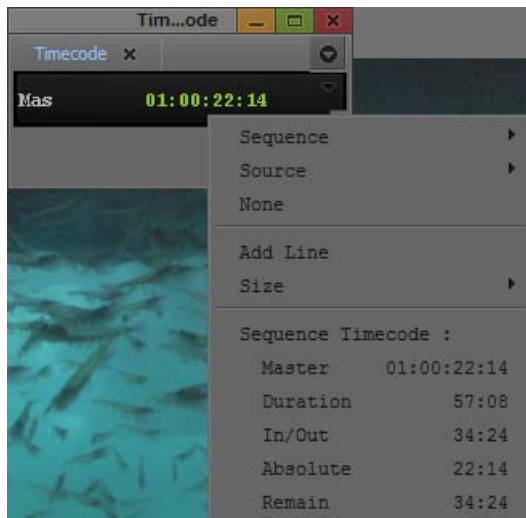 Tim...ode
Timecode
Mas 01:00:22:14
Sequence
Source
None
Add Line
Size
Sequence Timecode :
Master 01:00:22:14
Duration 57:08
In/Out 34:24
Absolute 22:14
Remain 34:24